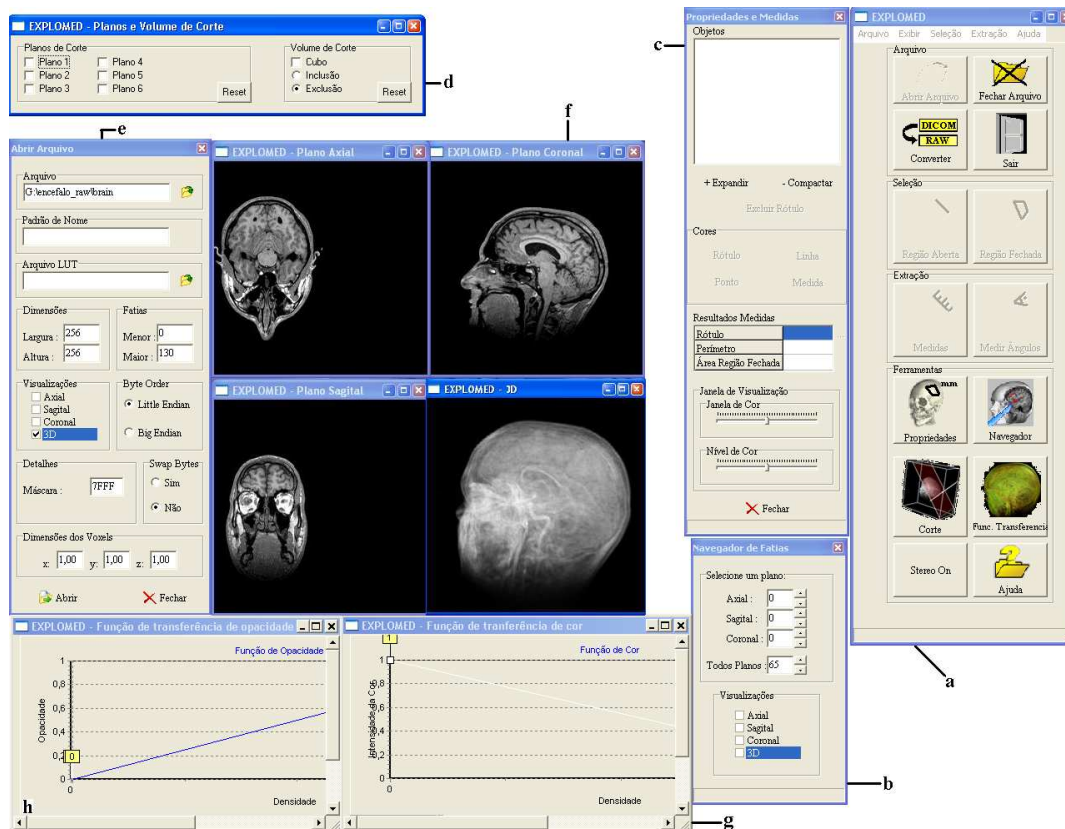 EXPLOMED - Planos e Volume de Corte
Planos de Corte
Plano 1
Plano 4
Plano 2
Plano 5
Plano 3
Plano 6
Reset
Volume de Corte
Cubo
Inclusão
Exclusão
Reset
d
e
Abrir Arquivo
Arquivo
G:\encefalo_raw\brain
Padrão de Nome
Arquivo LUT
Dimensões
Largura : 256
Altura : 256
Fatias
Menor : 0
Maior : 130
Visualizações
Axial
Sagital
Coronal
3D
Byte Order
Little Endian
Big Endian
Detalhes
Máscara : 7FFF
Swap Bytes
Sim
Não
Dimensões dos Voxels
x: 1,00 y: 1,00 z: 1,00
Abrir
Fechar
f
EXPLOMED - Plano Axial
EXPLOMED - Plano Coronal
EXPLOMED - Plano Sagital
EXPLOMED - 3D
c
Propriedades e Medidas
Objetos
+ Expandir
- Compactar
Excluir Rótulo
Cores
Rótulo
Linha
Ponto
Medida
Resultados Medidas
Rótulo
...
Perímetro
Área Região Fechada
Janela de Visualização
Janela de Cor
Nível de Cor
Fechar
EXPLOMED
Arquivo Exibir Seleção Extração Ajuda
Arquivo
Abrir Arquivo
Fechar Arquivo
DICOM
RAW
Converter
Sair
Seleção
Região Aberta
Região Fechada
Extração
Medidas
Medir Ângulos
Ferramentas
mm
Propriedades
Navegador
Corte
Func. Transferencia
Stereo On
Ajuda
a
Navegador de Fatias
Selecione um plano:
Axial : 0
Sagital : 0
Coronal : 0
Todos Planos : 65
Visualizações
Axial
Sagital
Coronal
3D
b
EXPLOMED - Função de transferência de opacidade
Função de Opacidade
Opacidade
1
0,8
0,6
0,4
0,2
0
0
0
Densidade
h
EXPLOMED - Função de tranferência de cor
Função de Cor
Intensidade da Cor
1
1
0,8
0,6
0,4
0,2
0
0
Densidade
g